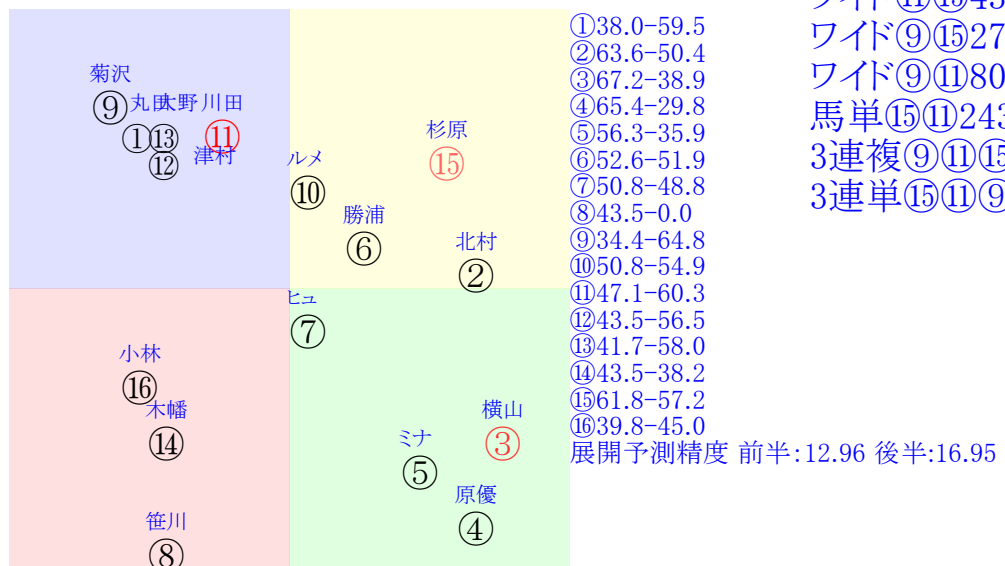 菊沢
⑨
丸田
大野
川田
①
⑬
⑪
津村
⑫
杉原
⑮
ルメ
⑩
勝浦
⑥
北村
②
ヒュ
⑦
小林
⑯
木幡
⑭
笹川
⑧
横山
③
ミナ
⑤
原優
④
①38.0-59.5
②63.6-50.4
③67.2-38.9
④65.4-29.8
⑤56.3-35.9
⑥52.6-51.9
⑦50.8-48.8
⑧43.5-0.0
⑨34.4-64.8
⑩50.8-54.9
⑪47.1-60.3
⑫43.5-56.5
⑬41.7-58.0
⑭43.5-38.2
⑮61.8-57.2
⑯39.8-45.0
展開予測精度 前半:12.96 後半:16.95
ワイド⑨⑮27
ワイド⑨⑪80
馬単⑮⑪243
3連複⑨⑪⑮
3連単⑮⑪⑨